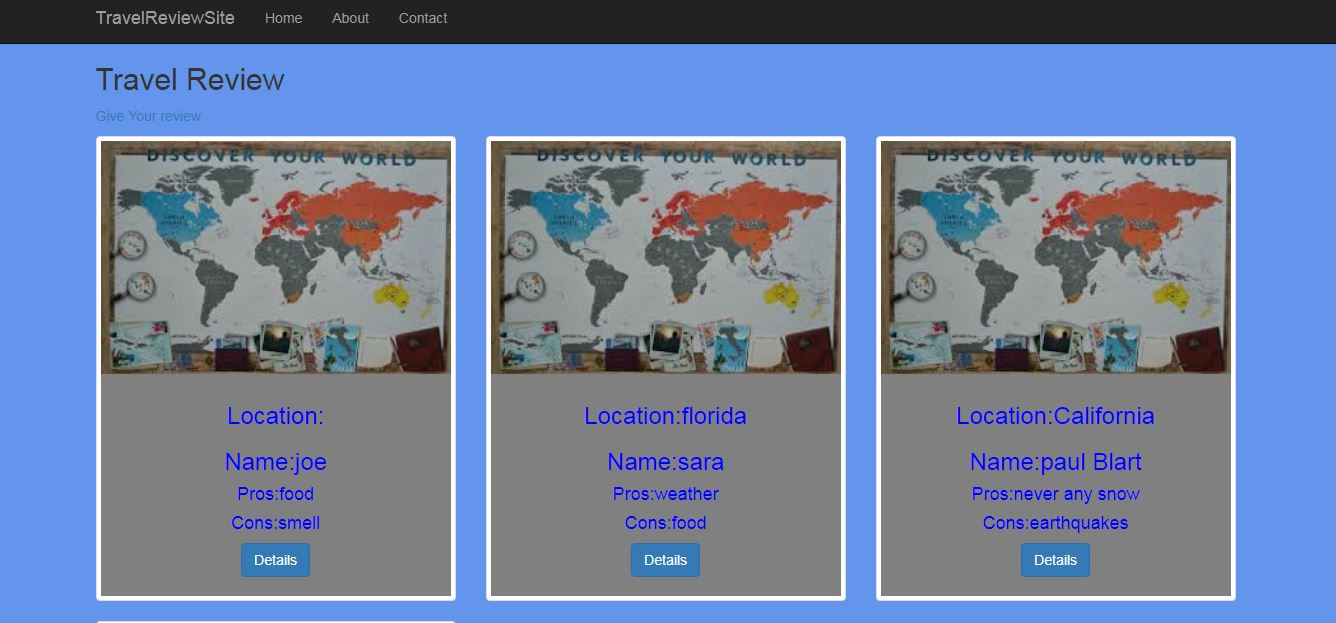 TravelReviewSite Home About Contact
Travel Review
Give Your review
DISCOVER YOUR WORLD
Location:
Name:joe
Pros:food
Cons:smell
Details
DISCOVER YOUR WORLD
Location:florida
Name:sara
Pros:weather
Cons:food
Details
DISCOVER YOUR WORLD
Location:California
Name:paul Blart
Pros:never any snow
Cons:earthquakes
Details